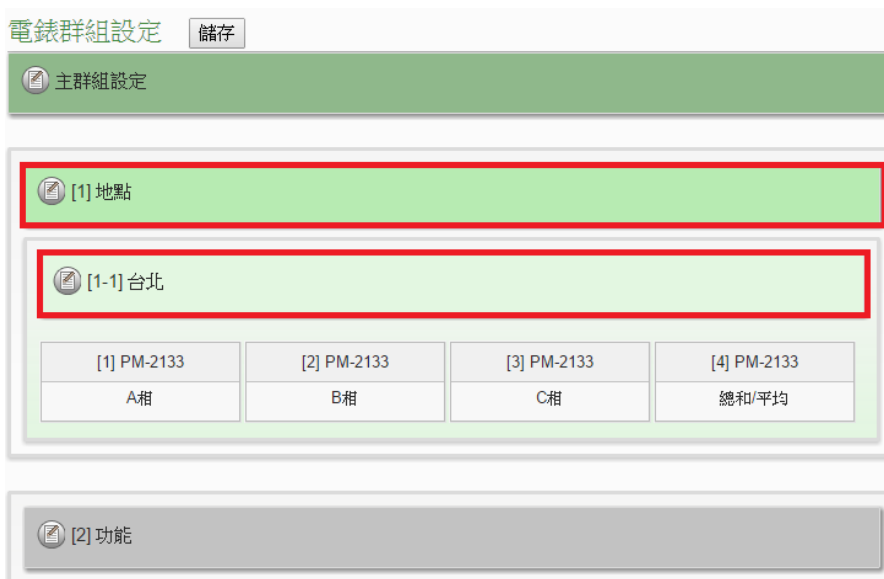 電錶群組設定 儲存
主群組設定
[1] 地點
[1-1] 台北
[1] PM-2133 [2] PM-2133 [3] PM-2133 [4] PM-2133
A相 B相 C相 總和/平均
[2] 功能